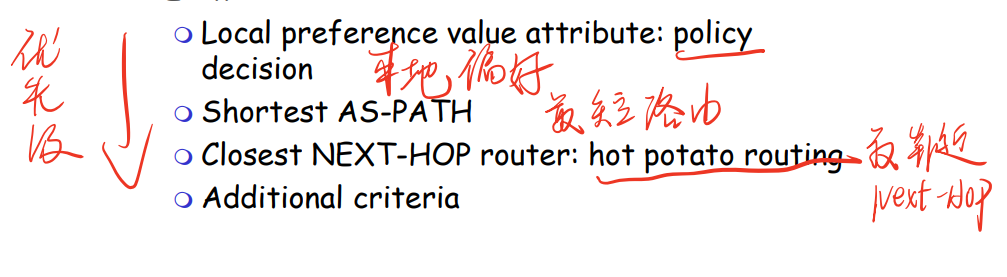 Local preference value attribute: policy
decision
本地偏好
Shortest AS-PATH
最短路由
Closest NEXT-HOP router: hot potato routing
最靠近
Next-Hop
Additional criteria
优
先
级